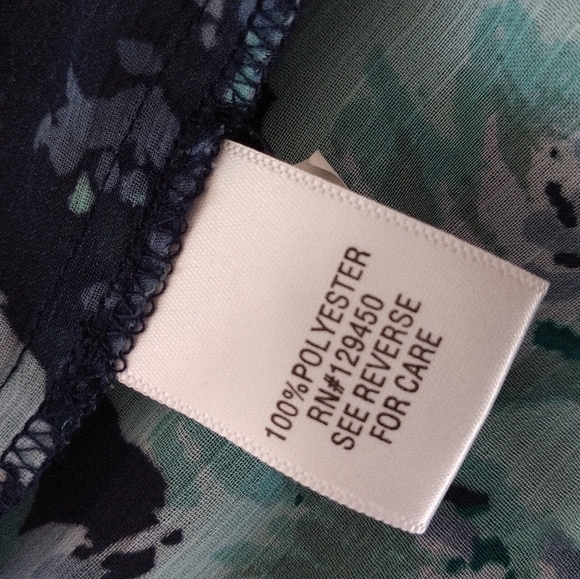 100%POLYESTER
RN#129450
SEE REVERSE
FOR CARE